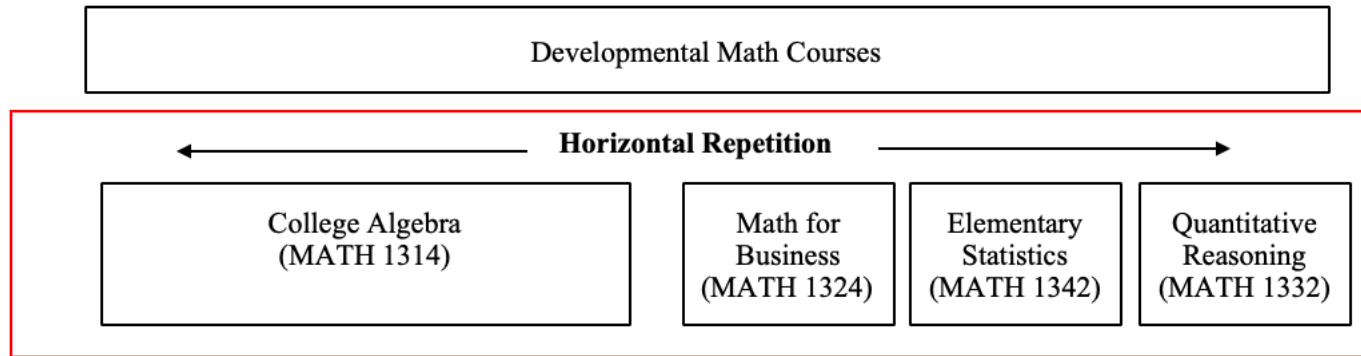 Developmental Math Courses
Horizontal Repetition
College Algebra
(MATH 1314)
Math for
Business
(MATH 1324)
Elementary
Statistics
(MATH 1342)
Quantitative
Reasoning
(MATH 1332)